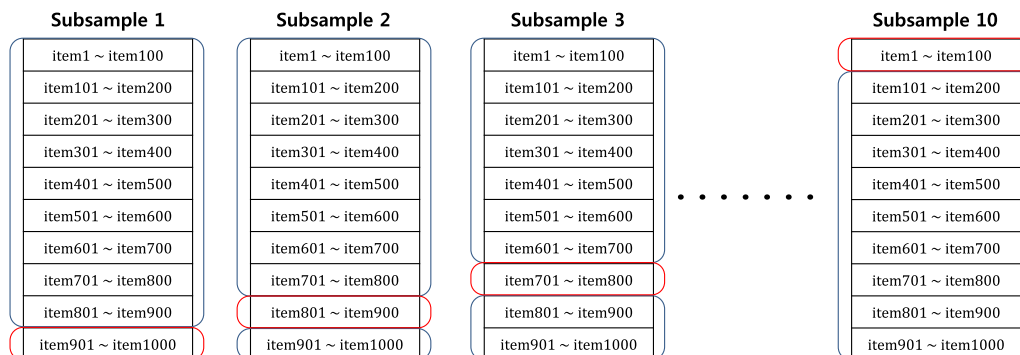 Subsample 1 Subsample 2 Subsample 3 Subsample 10
item1 ~ item100 item1 ~ item100 item1 ~ item100 item1 ~ item100
item101 ~ item200 item101 ~ item200 item101 ~ item200 item101 ~ item200
item201 ~ item300 item201 ~ item300 item201 ~ item300 item201 ~ item300
item301 ~ item400 item301 ~ item400 item301 ~ item400 item301 ~ item400
item401 ~ item500 item401 ~ item500 item401 ~ item500 item401 ~ item500
item501 ~ item600 item501 ~ item600 item501 ~ item600 item501 ~ item600
item601 ~ item700 item601 ~ item700 item601 ~ item700 item601 ~ item700
item701 ~ item800 item701 ~ item800 item701 ~ item800 item701 ~ item800
item801 ~ item900 item801 ~ item900 item801 ~ item900 item801 ~ item900
item901 ~ item1000 item901 ~ item1000 item901 ~ item1000 item901 ~ item1000